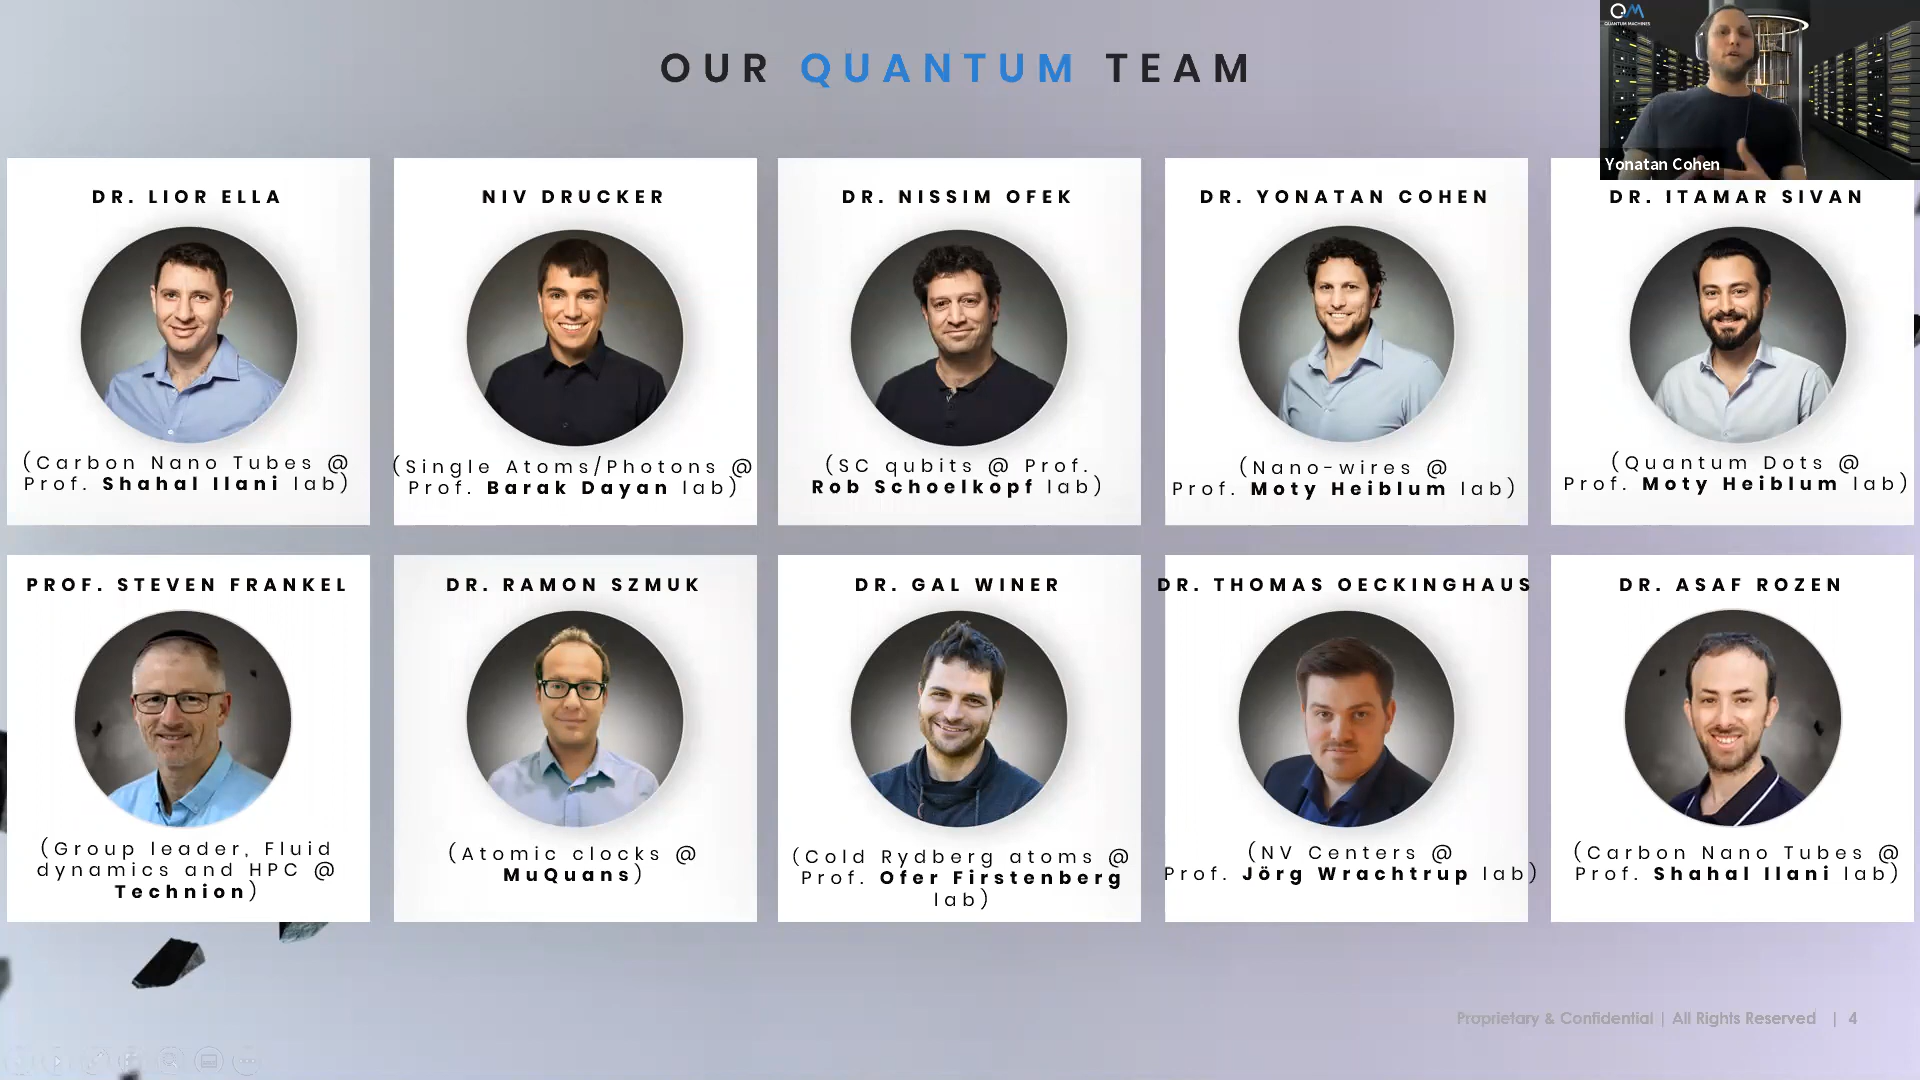 OUR QUANTUM TEAM
QM
QUANTUM MACHINES
Yonatan Cohen
DR. LIOR ELLA
(Carbon Nano Tubes @
Prof. Shahal Ilani lab)
NIV DRUCKER
(Single Atoms/Photons @
Prof. Barak Dayan lab)
DR. NISSIM OFEK
(SC qubits @ Prof.
Rob Schoelkopf lab)
DR. YONATAN COHEN
(Nano-wires @
Prof. Moty Heiblum lab)
DR. ITAMAR SIVAN
(Quantum Dots @
Prof. Moty Heiblum lab)
PROF. STEVEN FRANKEL
(Group leader, Fluid
dynamics and HPC @
Technion)
DR. RAMON SZMUK
(Atomic clocks @
MuQuans)
DR. GAL WINER
(Cold Rydberg atoms @
Prof. Ofer Firstenberg
lab)
DR. THOMAS OECKINGHAUS
(NV Centers @
Prof. Jörg Wrachtrup lab)
DR. ASAF ROZEN
(Carbon Nano Tubes @
Prof. Shahal Ilani lab)
Proprietary & Confidential | All Rights Reserved | 4